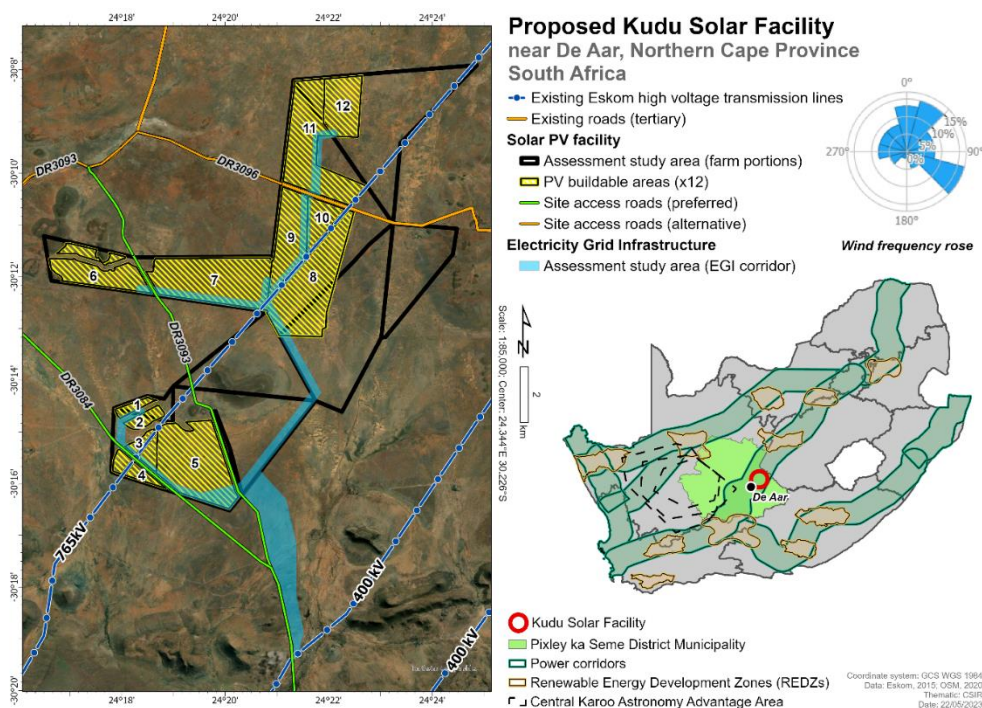 24°18'
24°20'
24°22'
24°24'
-30°8'
-30°10'
-30°12'
-30°14'
-30°16'
-30°18'
-30°20'
12
11
DR3093
DR3096
10
9
8
6
7
DR3093
DR3084
1
2
3
4
5
765kV
400 kV
400 kV
Scale: 1:85,000; Center: 24.344°E 30.226°S
N
2
km
Proposed Kudu Solar Facility
near De Aar, Northern Cape Province
South Africa
Existing Eskom high voltage transmission lines
Existing roads (tertiary)
Solar PV facility
Assessment study area (farm portions)
PV buildable areas (x12)
Site access roads (preferred)
Site access roads (alternative)
Electricity Grid Infrastructure
Assessment study area (EGI corridor)
0°
15%
10%
5%
0%
270°
90°
180°
Wind frequency rose
De Aar
Kudu Solar Facility
Pixley ka Seme District Municipality
Power corridors
Renewable Energy Development Zones (REDZs)
Central Karoo Astronomy Advantage Area
Coordinate system: GCS WGS 1984
Data: Eskom, 2015; OSM, 2020
Thematic: CSIR
Date: 22/05/2023